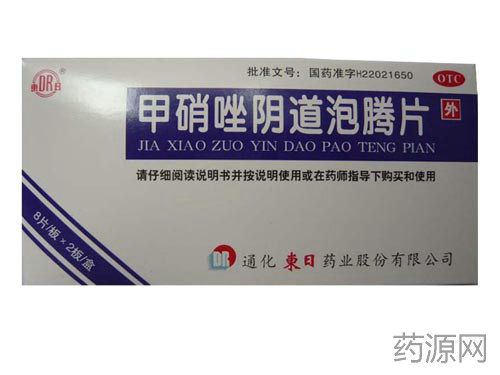 東DR日
®
批准文号：国药准字H22021650
OTC
甲硝唑阴道泡腾片
外
JIA XIAO ZUO YIN DAO PAO TENG PIAN
请仔细阅读说明书并按说明使用或在药师指导下购买和使用
8片/板×2板/盒
DR 通化東日药业股份有限公司
药源网